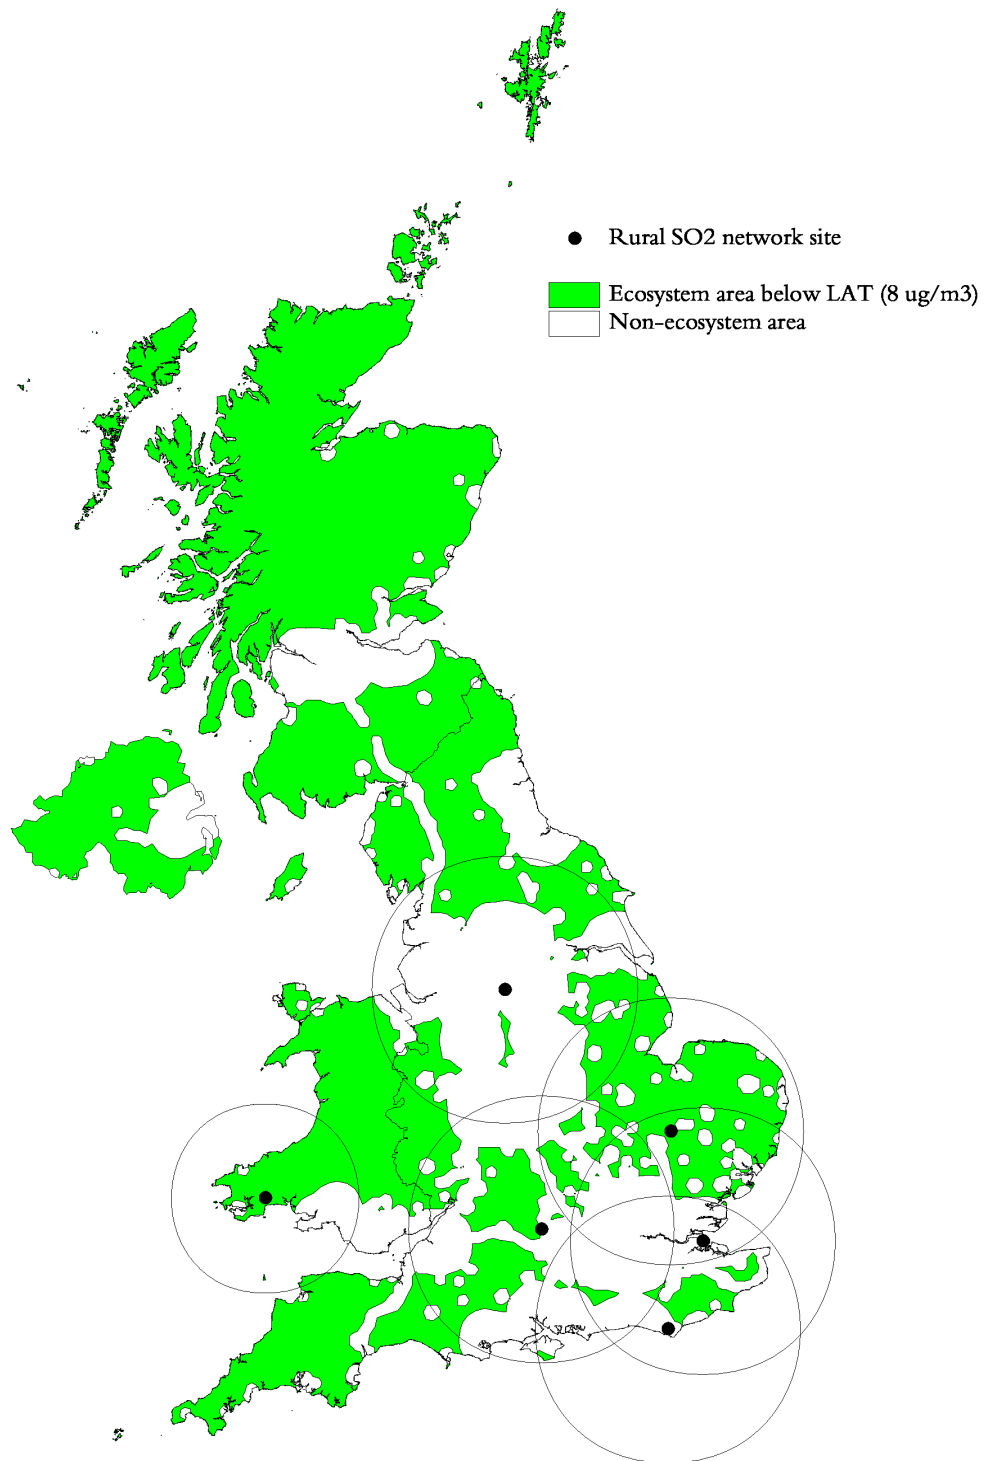 Rural SO2 network site
Ecosystem area below LAT (8 ug/m3)
Non-ecosystem area